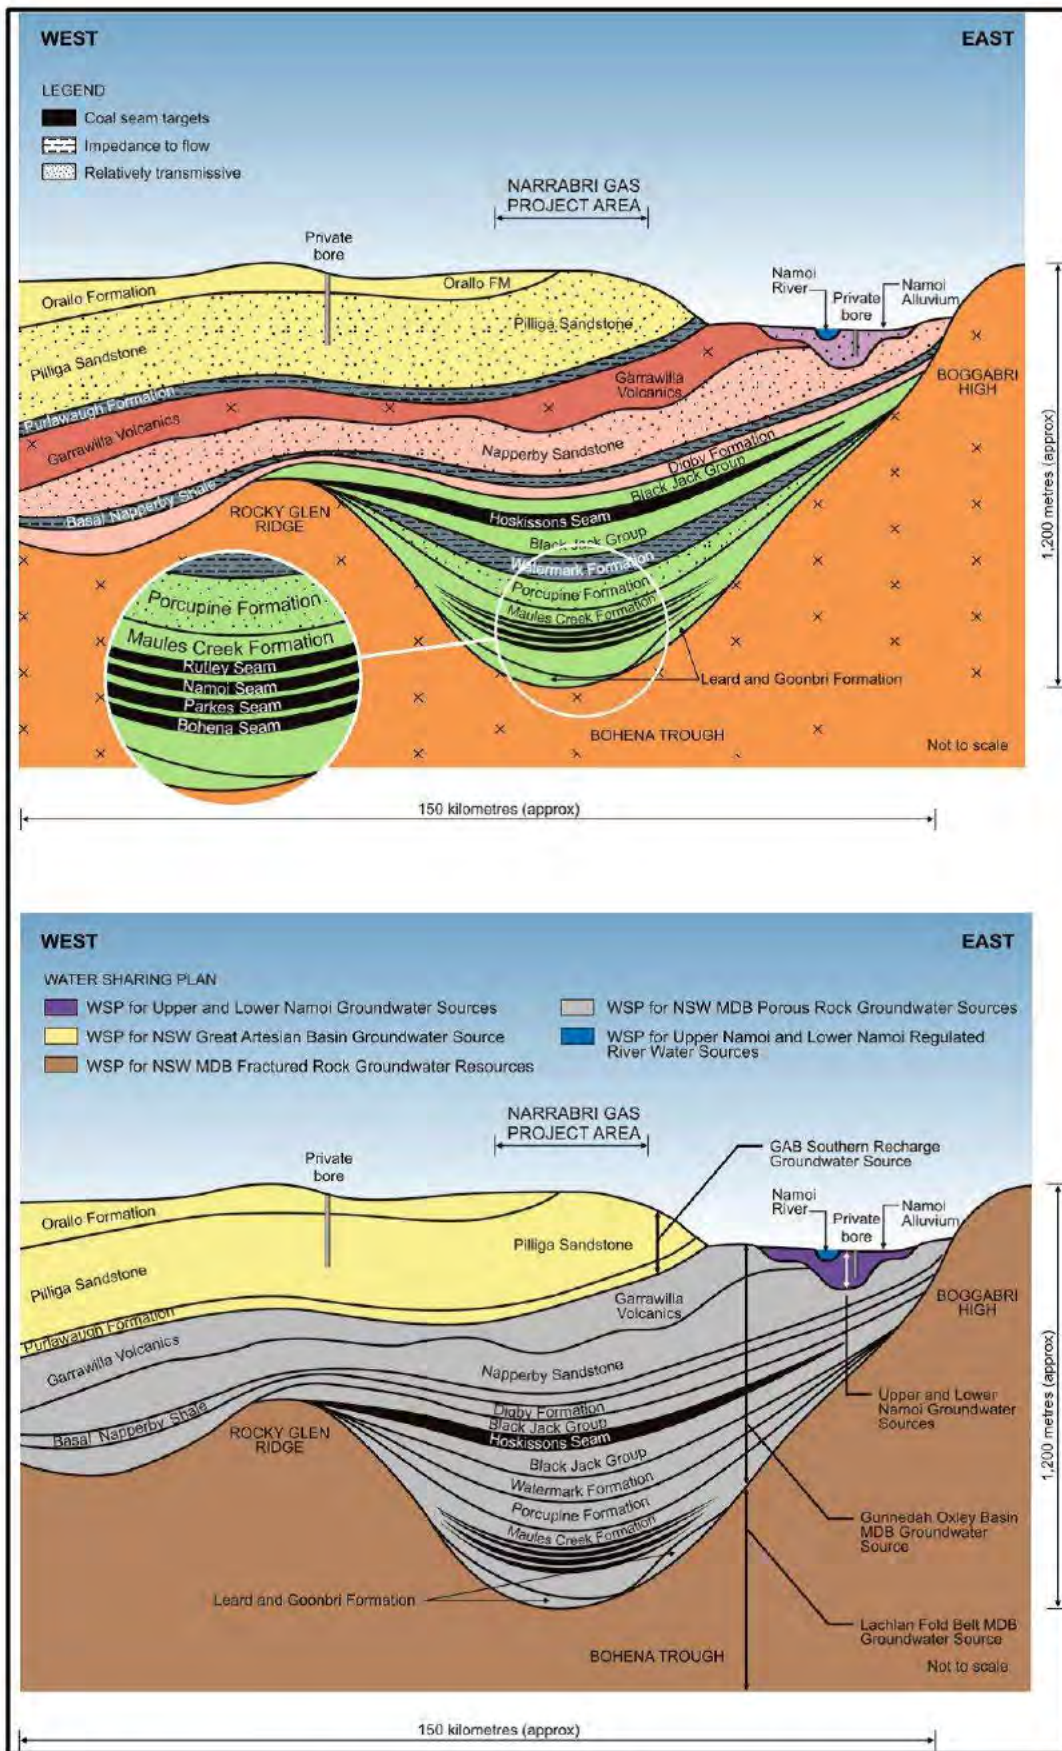 WEST
EAST
LEGEND
Coal seam targets
Impedance to flow
Relatively transmissive
NARRABRI GAS
PROJECT AREA
Private
bore
Namoi
River
Private
bore
Namoi
Alluvium
Orallo Formation
Orallo FM
Pilliga Sandstone
Pilliga Sandstone
Purlawaugh Formation
Garrawilla Volcanics
Garrawilla
Volcanics
BOGGABRI
HIGH
Napperby Sandstone
Digby Formation
Black Jack Group
Basal Napperby Shale
ROCKY GLEN
RIDGE
Hoskissons Seam
Black Jack Group
Watermark Formation
Porcupine Formation
Maules Creek Formation
Porcupine Formation
Maules Creek Formation
Rutley Seam
Namoi Seam
Parkes Seam
Bohena Seam
Leard and Goonbri Formation
BOHENA TROUGH
Not to scale
1,200 metres (approx)
150 kilometres (approx)
WEST
EAST
WATER SHARING PLAN
WSP for Upper and Lower Namoi Groundwater Sources
WSP for NSW Great Artesian Basin Groundwater Source
WSP for NSW MDB Fractured Rock Groundwater Resources
WSP for NSW MDB Porous Rock Groundwater Sources
WSP for Upper Namoi and Lower Namoi Regulated
River Water Sources
NARRABRI GAS
PROJECT AREA
GAB Southern Recharge
Groundwater Source
Private
bore
Namoi
River
Private
bore
Namoi
Alluvium
Orallo Formation
Pilliga Sandstone
Pilliga Sandstone
Purlawaugh Formation
Garrawilla Volcanics
Garrawilla
Volcanics
BOGGABRI
HIGH
Napperby Sandstone
Upper and Lower
Namoi Groundwater
Sources
Digby Formation
Black Jack Group
Hoskissons Seam
Basal Napperby Shale
ROCKY GLEN
RIDGE
Black Jack Group
Watermark Formation
Porcupine Formation
Maules Creek Formation
Gunnedah Oxley Basin
MDB Groundwater
Source
Leard and Goonbri Formation
Lachlan Fold Belt MDB
Groundwater Source
BOHENA TROUGH
Not to scale
1,200 metres (approx)
150 kilometres (approx)